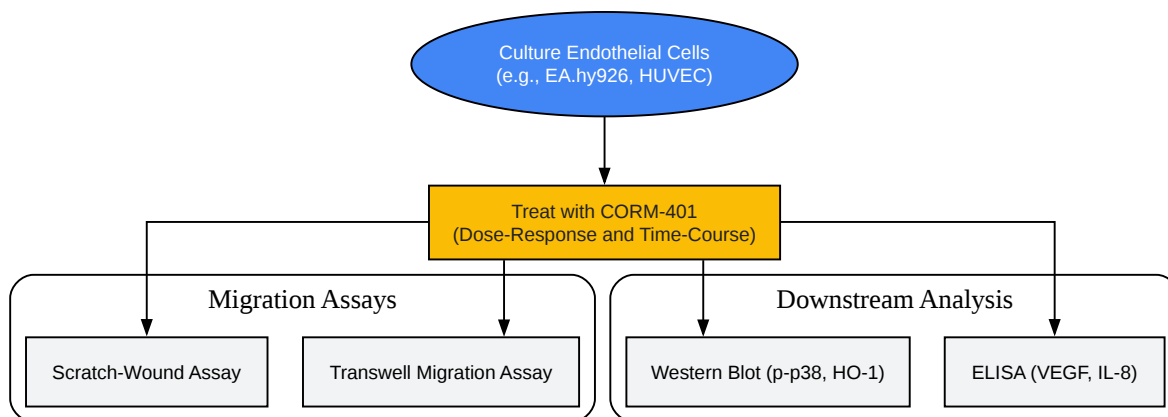 Culture Endothelial Cells
(e.g., EA.hy926, HUVEC)
Treat with CORM-401
(Dose-Response and Time-Course)
Migration Assays
Downstream Analysis
Scratch-Wound Assay
Transwell Migration Assay
Western Blot (p-p38, HO-1)
ELISA (VEGF, IL-8)